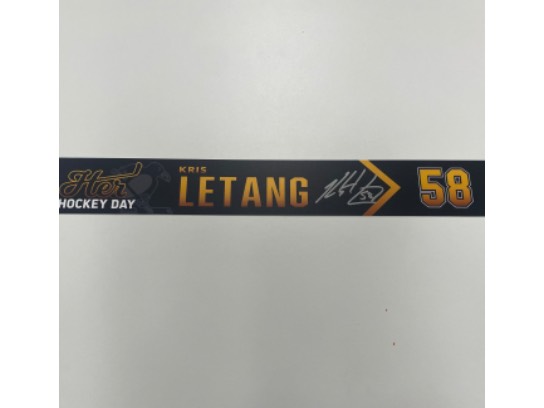 Her
HOCKEY DAY
KRIS
LETANG
58